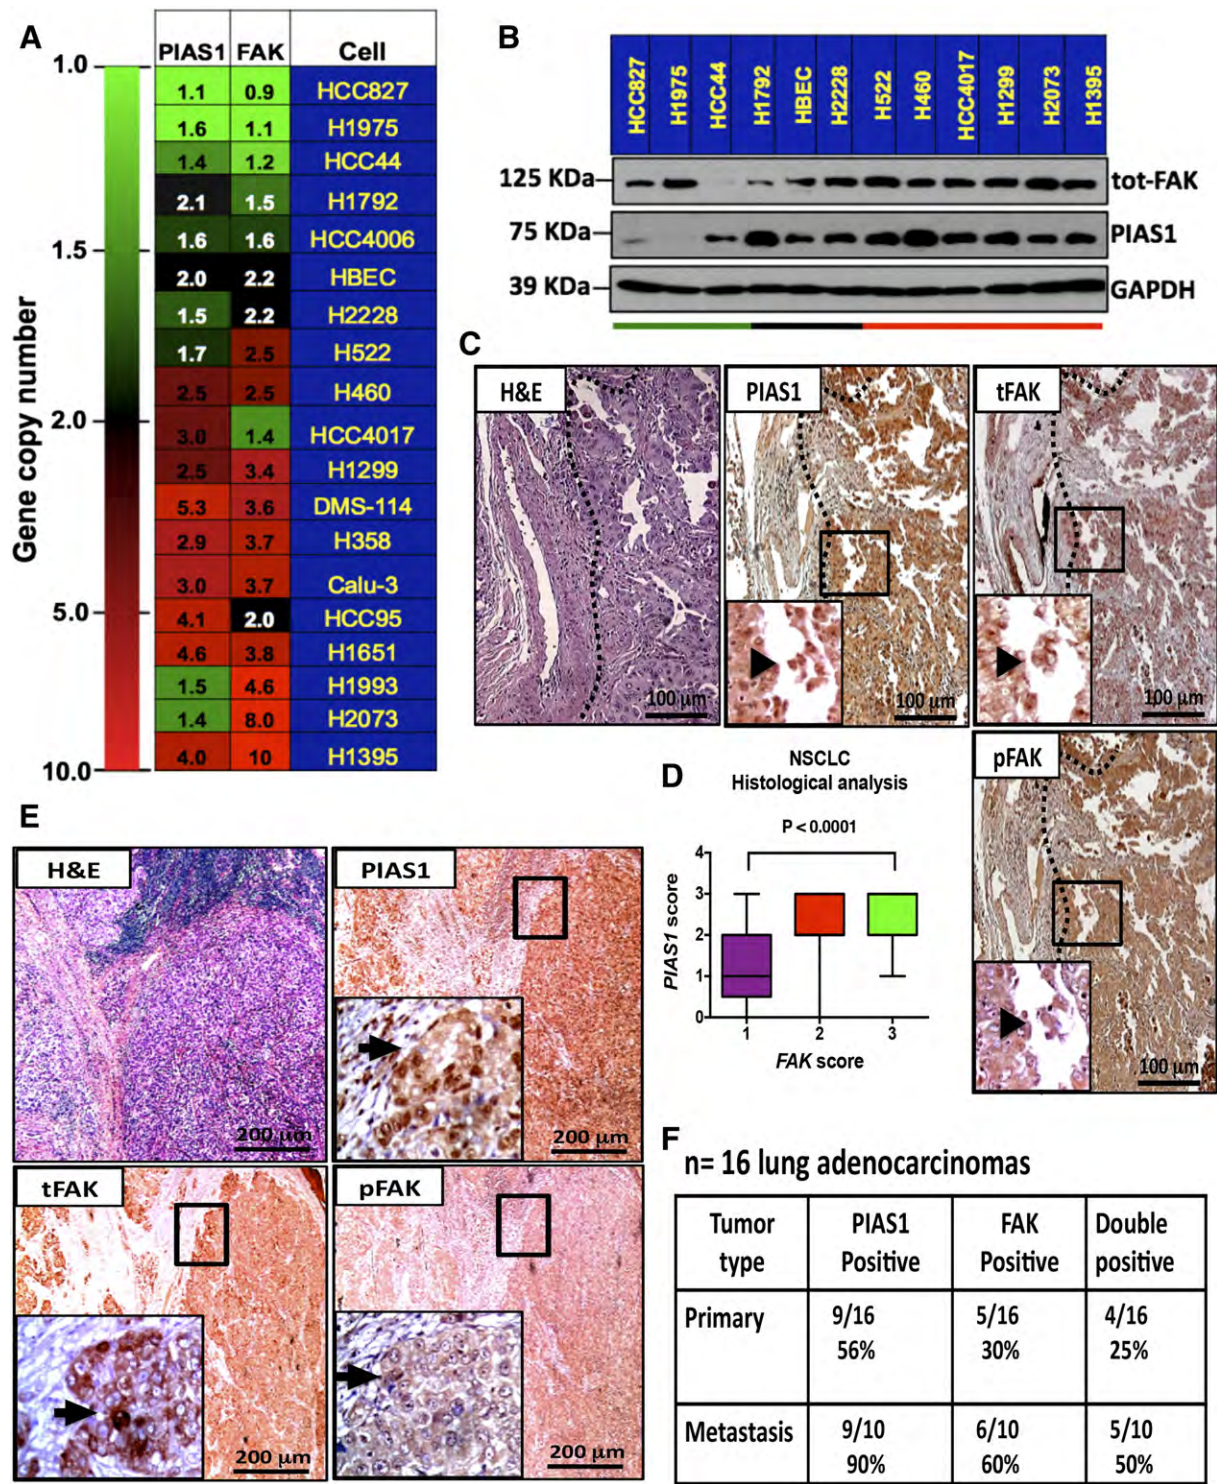 A
PIAS1 FAK Cell
1.0
1.1 0.9 HCC827
1.6 1.1 H1975
1.4 1.2 HCC44
2.1 1.5 H1792
1.6 1.6 HCC4006
1.5
2.0 2.2 HBEC
1.5 2.2 H2228
1.7 2.5 H522
2.5 2.5 H460
2.0
3.0 1.4 HCC4017
2.5 3.4 H1299
5.3 3.6 DMS-114
2.9 3.7 H358
3.0 3.7 Calu-3
5.0
4.1 2.0 HCC95
4.6 3.8 H1651
1.5 4.6 H1993
1.4 8.0 H2073
4.0 10 H1395
10.0
Gene copy number
B
HCC827 H1975 HCC44 H1792 HBEC H2228 H522 H460 HCC4017 H1299 H2073 H1395
125 KDa tot-FAK
75 KDa PIAS1
39 KDa GAPDH
C
H&E
100 µm
PIAS1
100 µm
tFAK
100 µm
pFAK
100 µm
D
NSCLC
Histological analysis
P < 0.0001
4
3
2
1
0
PIAS1 score
1 2 3
FAK score
E
H&E
200 µm
PIAS1
200 µm
tFAK
200 µm
pFAK
200 µm
F
n= 16 lung adenocarcinomas
Tumor PIAS1 FAK Double
type Positive Positive positive
Primary 9/16 5/16 4/16
56% 30% 25%
Metastasis 9/10 6/10 5/10
90% 60% 50%